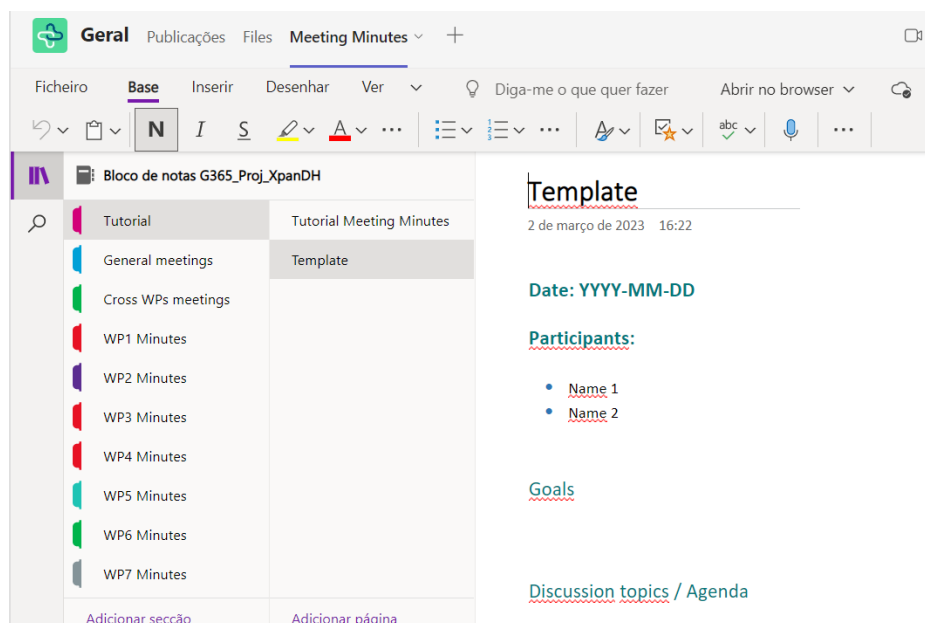 Geral Publicações Files Meeting Minutes
Ficheiro Base Inserir Desenhar Ver Diga-me o que quer fazer Abrir no browser
N I S A abc
Bloco de notas G365_Proj_XpanDH
Tutorial
General meetings
Cross WPs meetings
WP1 Minutes
WP2 Minutes
WP3 Minutes
WP4 Minutes
WP5 Minutes
WP6 Minutes
WP7 Minutes
Adicionar secção
Tutorial Meeting Minutes
Template
Adicionar página
Template
2 de março de 2023 16:22
Date: YYYY-MM-DD
Participants:
• Name 1
• Name 2
Goals
Discussion topics / Agenda